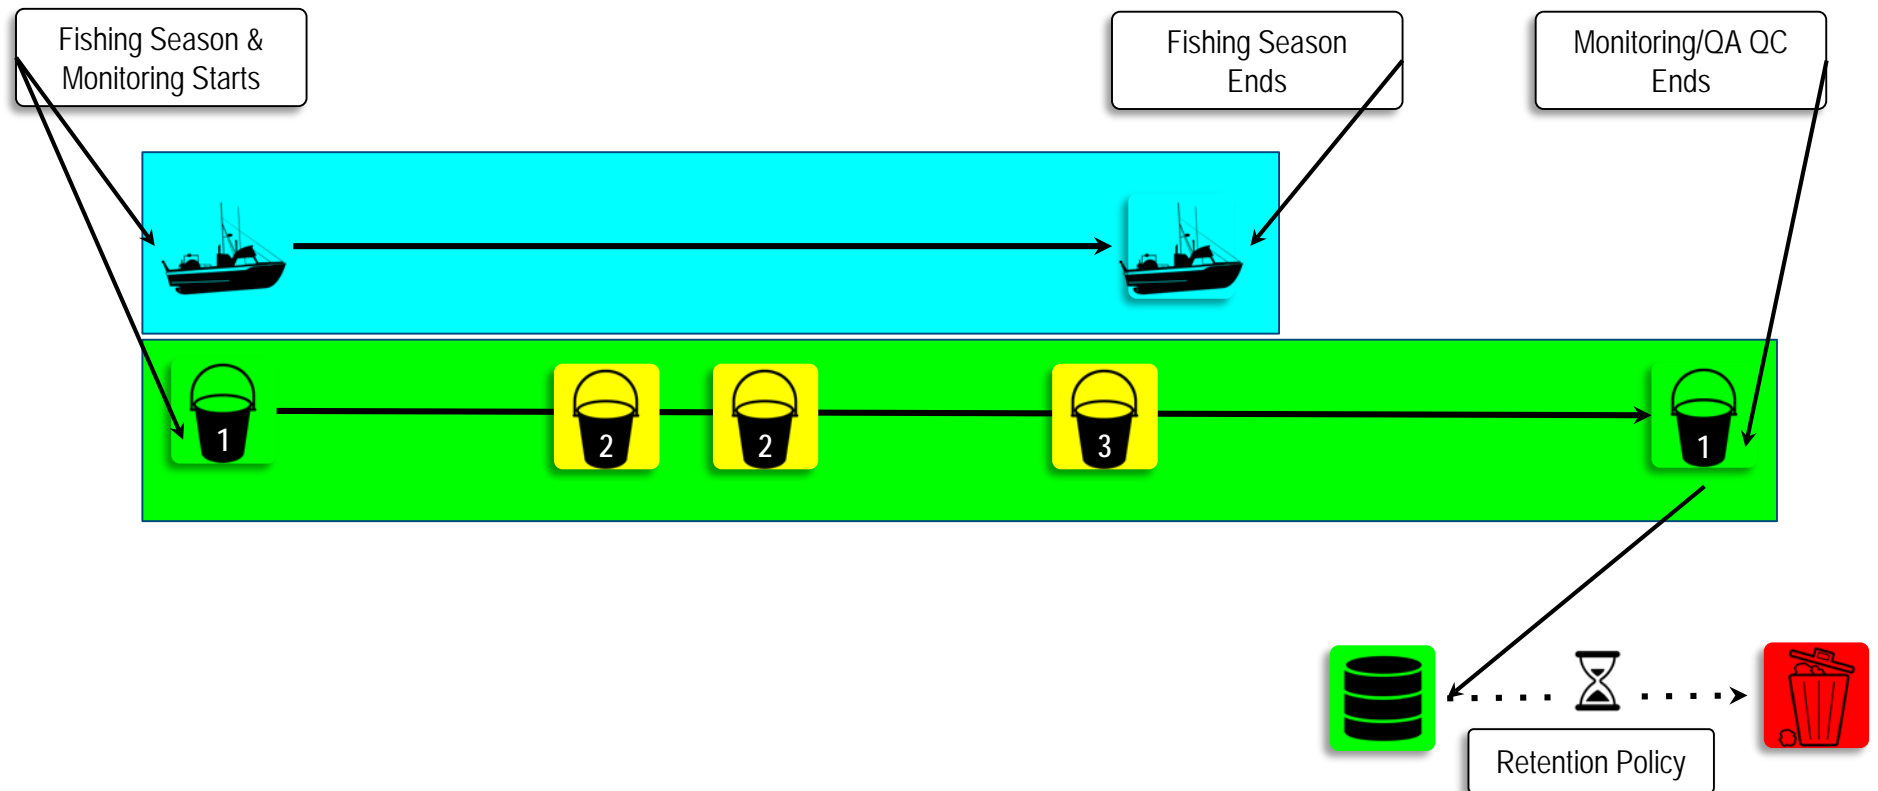 Fishing Season &
Monitoring Starts
Fishing Season
Ends
Monitoring/QA QC
Ends
1
2
2
3
1
Retention Policy